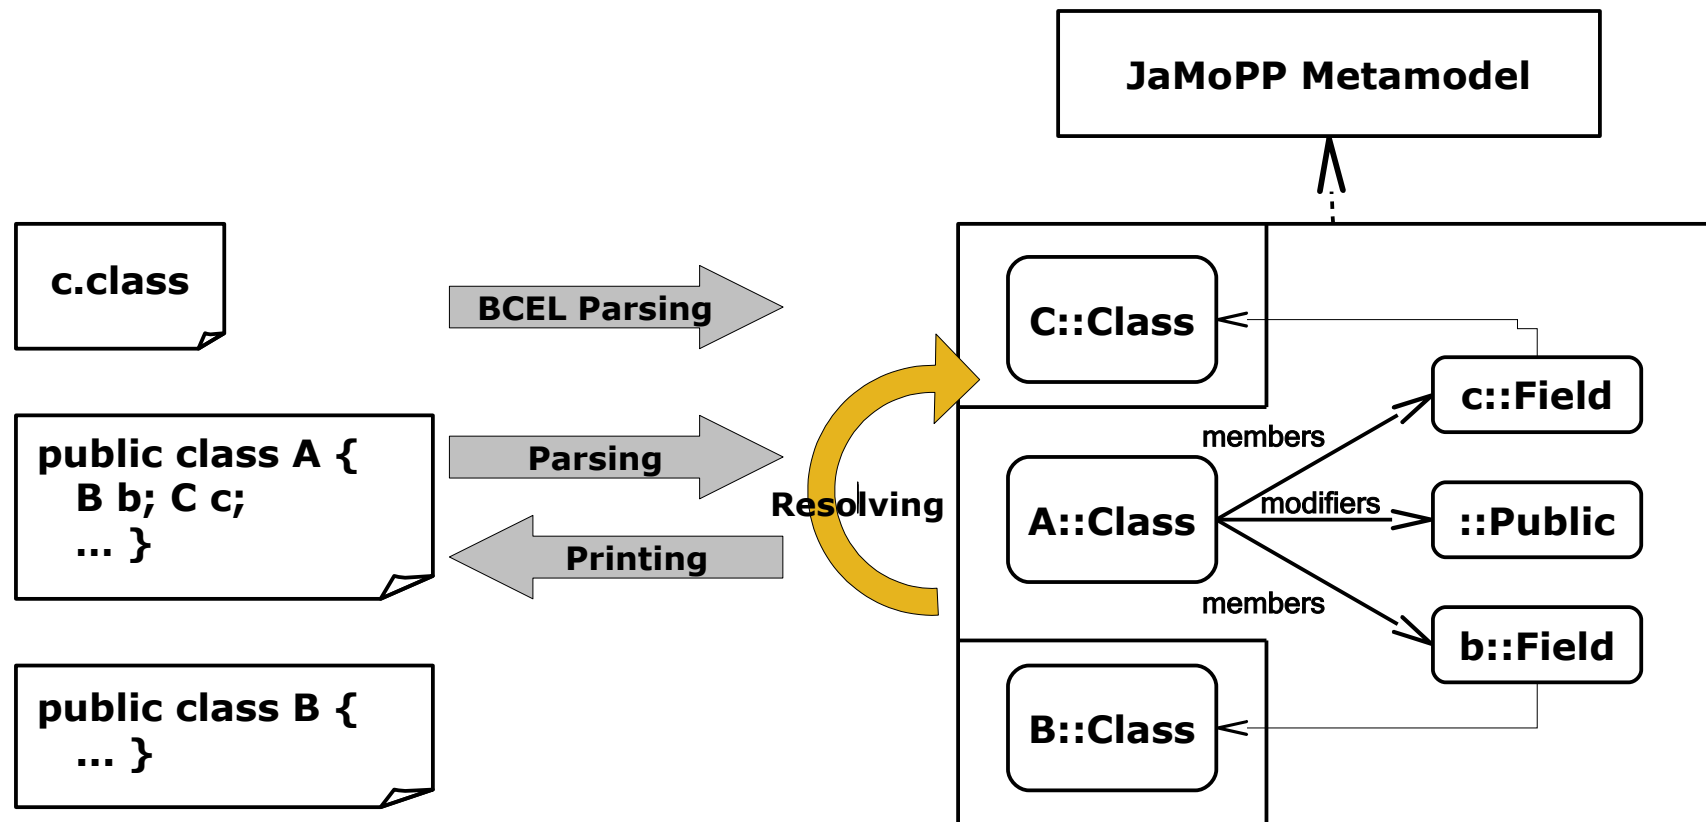 JaMoPP Metamodel
c.class
BCEL Parsing
C::Class
c::Field
public class A {
B b; C c;
... }
Parsing
members
Resolving
A::Class
modifiers
::Public
Printing
members
b::Field
public class B {
... }
B::Class